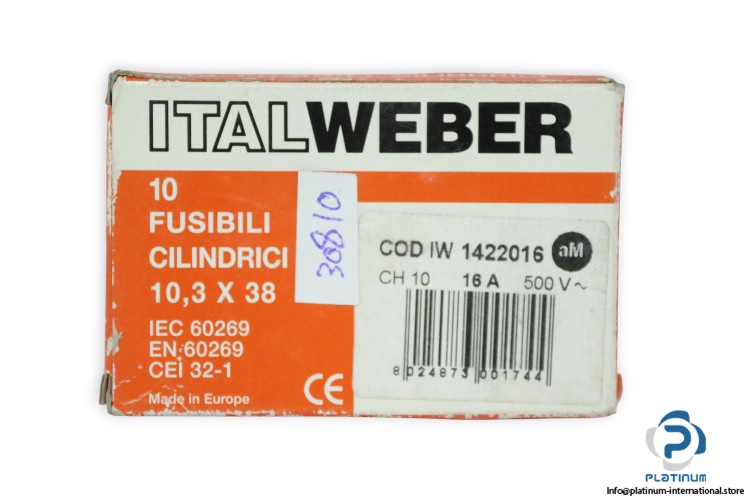 ITALWEBER
10
FUSIBILI
CILINDRICI
10,3 X 38
IEC 60269
EN 60269
CEI 32-1
Made in Europe
CE
30810
COD IW 1422016 aM
CH 10 16 A 500 V ~
8 024873 001744
PLATINUM
Info@platinum-international.store